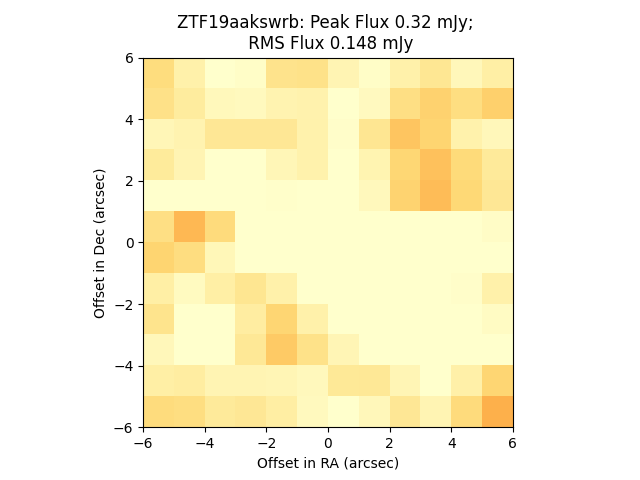 ZTF19aakswrb: Peak Flux 0.32 mJy;
RMS Flux 0.148 mJy
6
4
2
0
−2
−4
−6
Offset in Dec (arcsec)
−6 −4 −2 0 2 4 6
Offset in RA (arcsec)